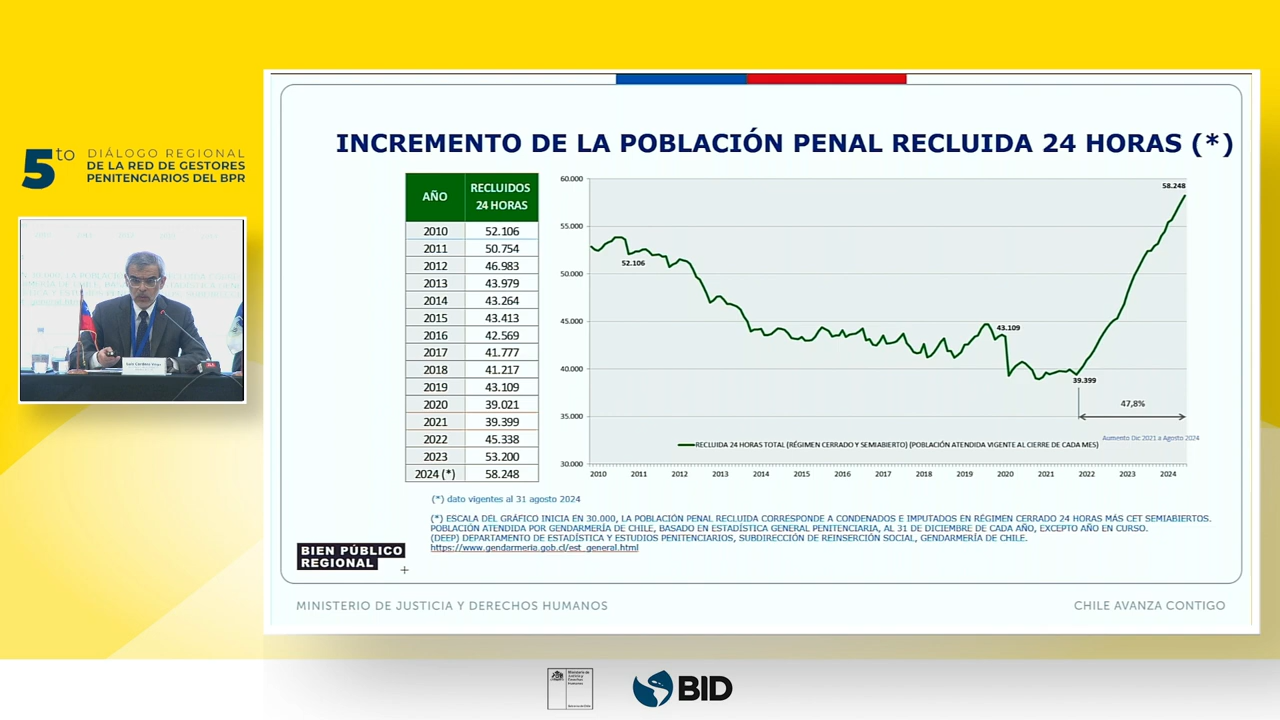 5to
DIÁLOGO REGIONAL
DE LA RED DE GESTORES
PENITENCIARIOS DEL BPR
INCREMENTO DE LA POBLACIÓN PENAL RECLUIDA 24 HORAS (*)
AÑO RECLUIDOS 24 HORAS
2010 52.106
2011 50.754
2012 46.983
2013 43.979
2014 43.264
2015 43.413
2016 42.569
2017 41.777
2018 41.217
2019 43.109
2020 39.021
2021 39.399
2022 45.338
2023 53.200
2024 (*) 58.248
60.000
55.000
50.000
45.000
40.000
35.000
30.000
58.248
52.106
43.109
39.399
47,8%
Aumento Dic 2021 a Agosto 2024
RECLUIDA 24 HORAS TOTAL (RÉGIMEN CERRADO Y SEMIABIERTO) (POBLACIÓN ATENDIDA VIGENTE AL CIERRE DE CADA MES)
2010 2011 2012 2013 2014 2015 2016 2017 2018 2019 2020 2021 2022 2023 2024
(*) dato vigentes al 31 agosto 2024
(*) ESCALA DEL GRÁFICO INICIA EN 30.000, LA POBLACIÓN PENAL RECLUIDA CORRESPONDE A CONDENADOS E IMPUTADOS EN RÉGIMEN CERRADO 24 HORAS MÁS CET SEMIABIERTOS.
POBLACIÓN ATENDIDA POR GENDARMERÍA DE CHILE, BASADO EN ESTADÍSTICA GENERAL PENITENCIARIA, AL 31 DE DICIEMBRE DE CADA AÑO, EXCEPTO AÑO EN CURSO.
(DEEP) DEPARTAMENTO DE ESTADÍSTICA Y ESTUDIOS PENITENCIARIOS, SUBDIRECCIÓN DE REINSERCIÓN SOCIAL, GENDARMERÍA DE CHILE.
https://www.gendarmeria.gob.cl/est_general.html
BIEN PÚBLICO
REGIONAL
MINISTERIO DE JUSTICIA Y DERECHOS HUMANOS
CHILE AVANZA CONTIGO
BID